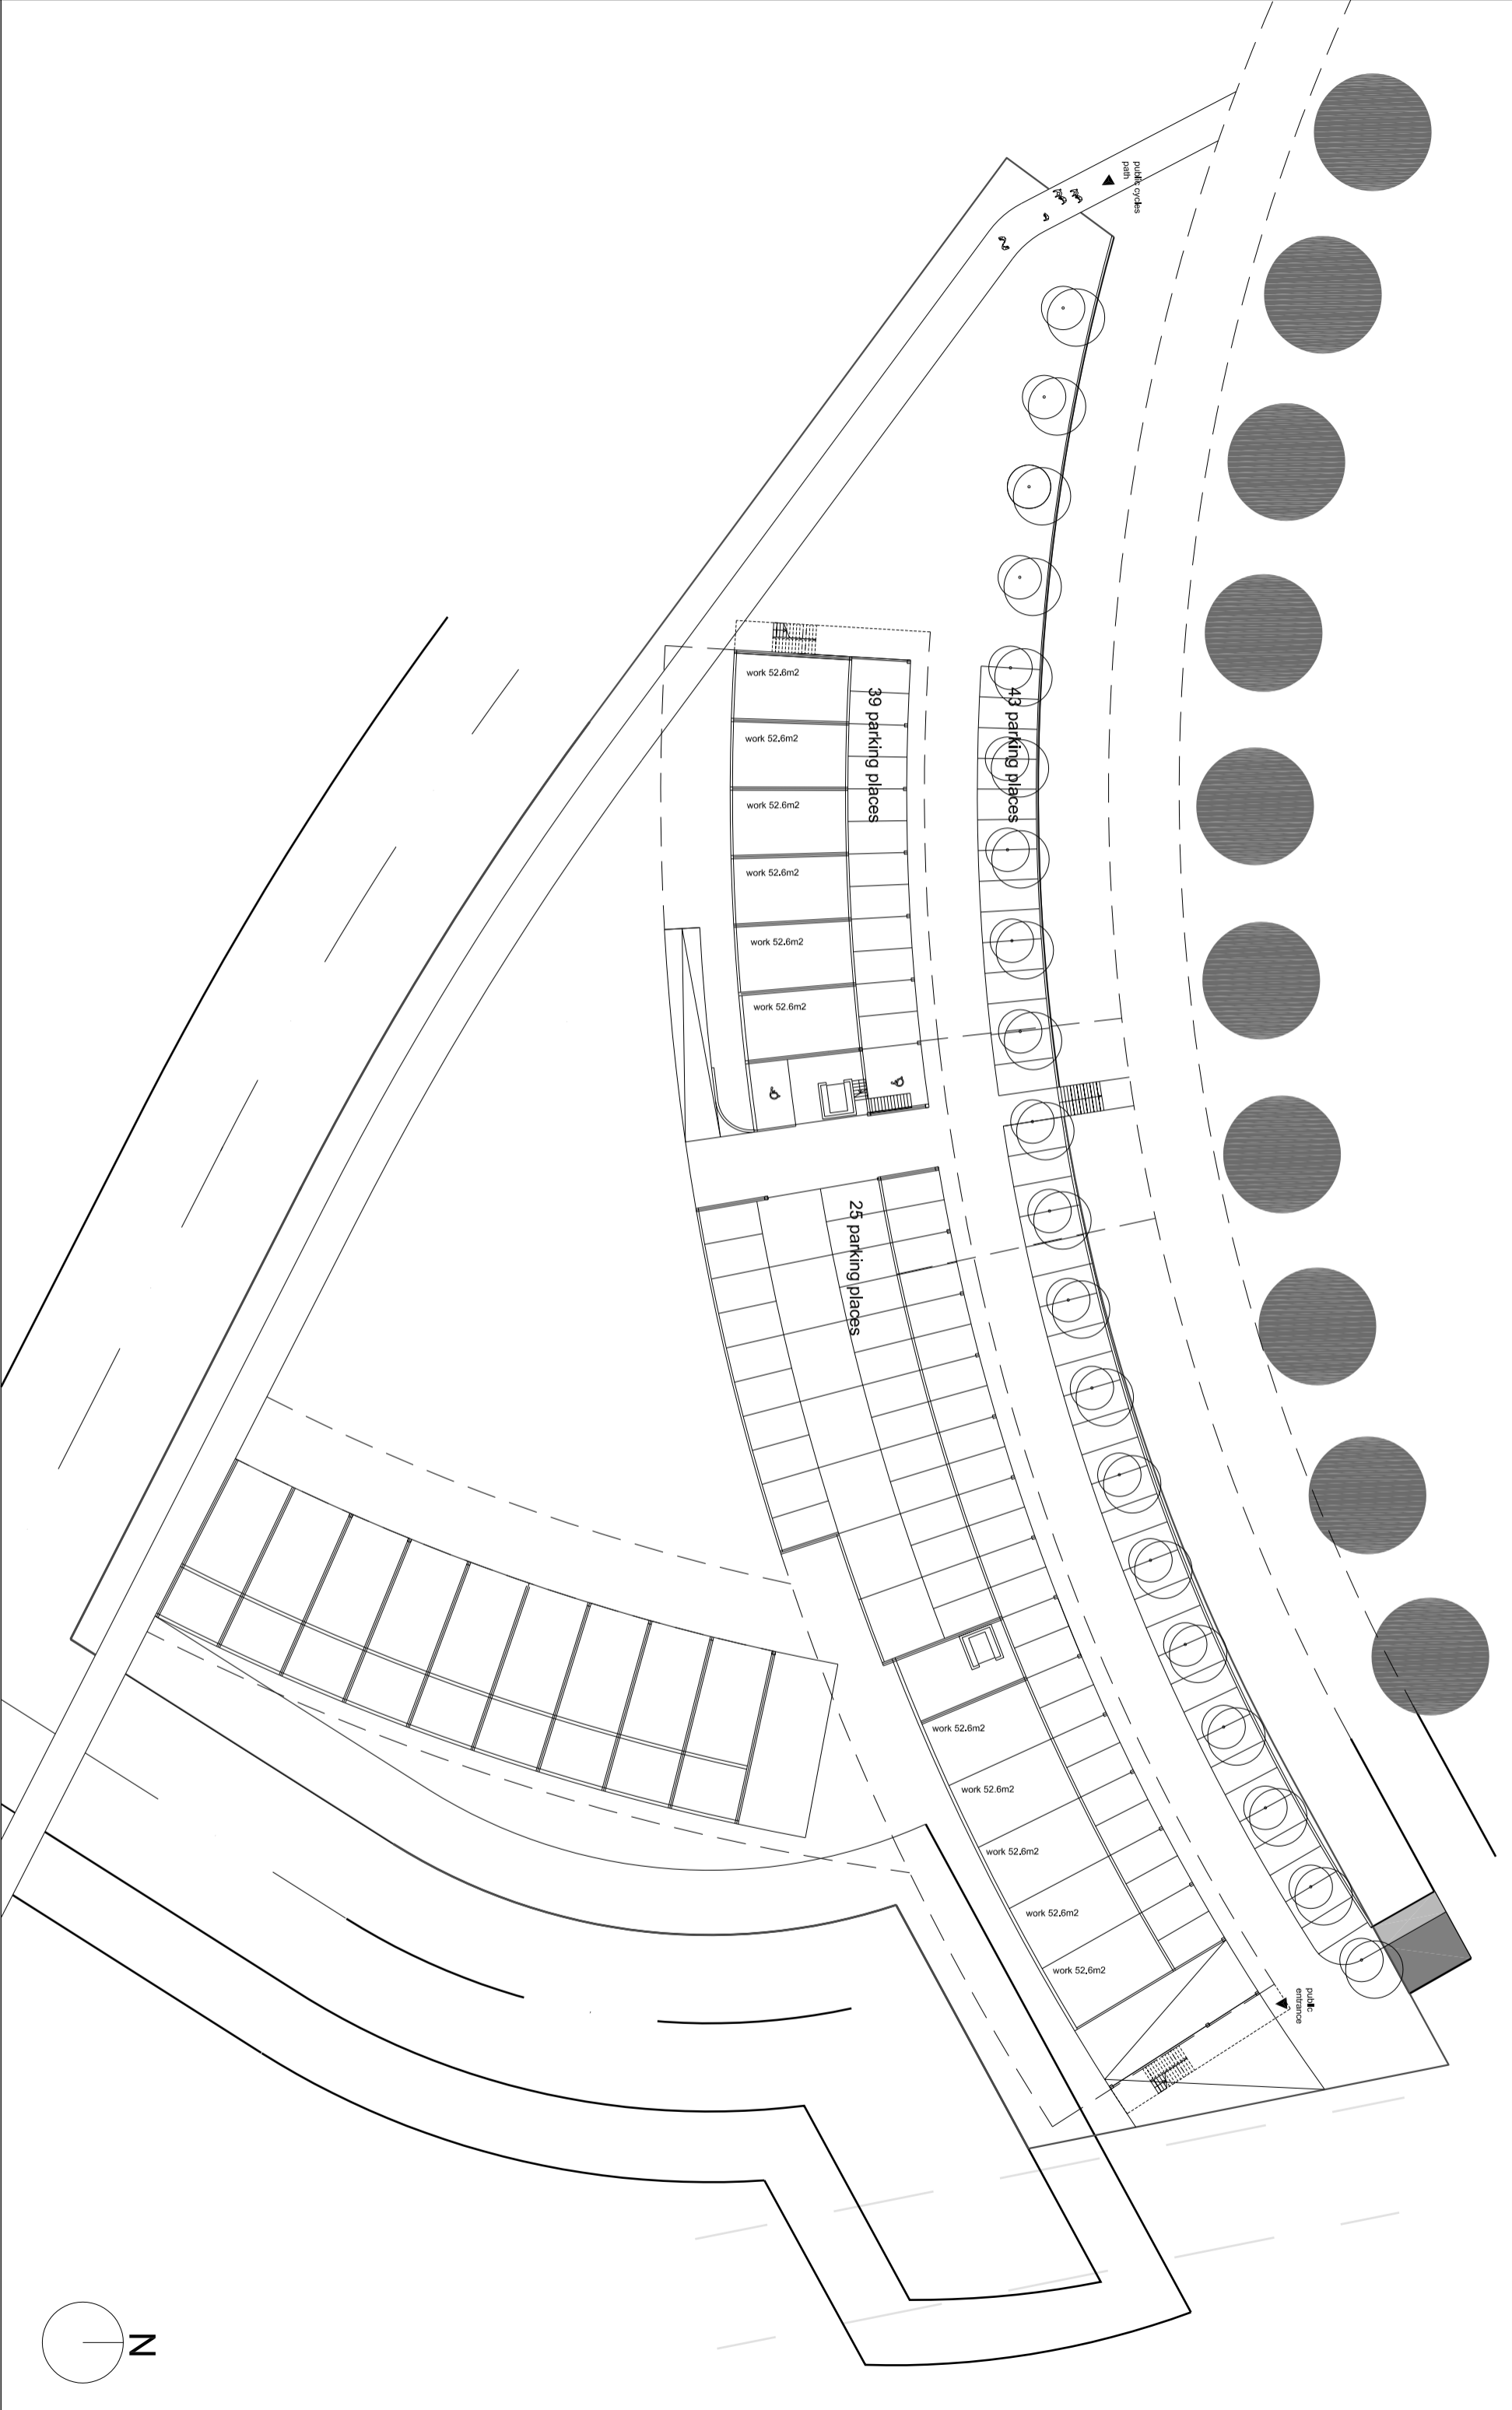 public cycles
path
work 52.6m2
39 parking places
43 parking places
work 52.6m2
work 52.6m2
work 52.6m2
work 52.6m2
work 52.6m2
25 parking places
work 52.6m2
work 52.6m2
work 52.6m2
work 52.6m2
work 52.6m2
public
entrance
N